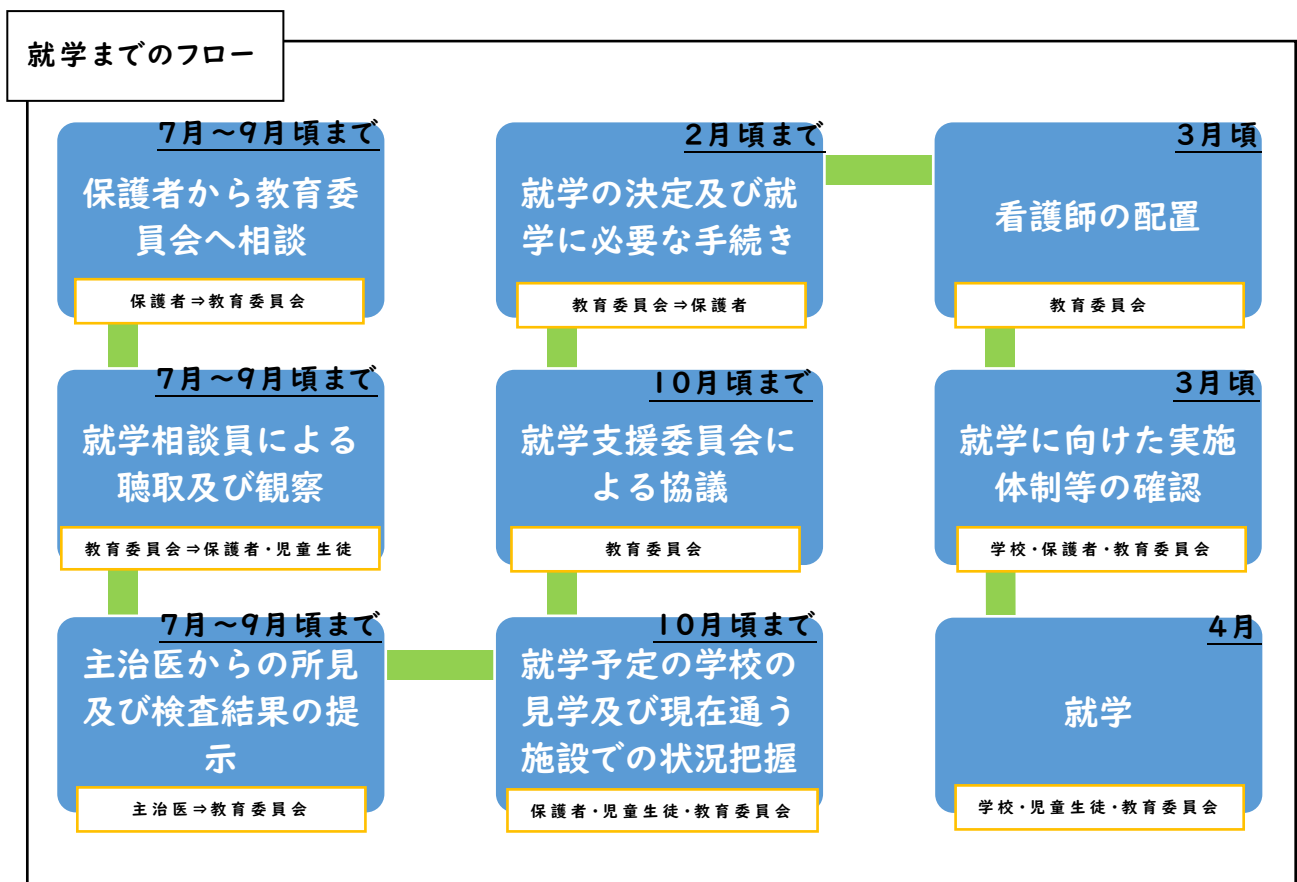 就学までのフロー
7月~9月頃まで
保護者から教育委
員会へ相談
保護者⇒教育委員会
7月~9月頃まで
就学相談員による
聴取及び観察
教育委員会⇒保護者・児童生徒
7月~9月頃まで
主治医からの所見
及び検査結果の提
示
主治医⇒教育委員会
10月頃まで
就学予定の学校の
見学及び現在通う
施設での状況把握
保護者・児童生徒・教育委員会
10月頃まで
就学支援委員会に
よる協議
教育委員会
2月頃まで
就学の決定及び就
学に必要な手続き
教育委員会⇒保護者
3月頃
看護師の配置
教育委員会
3月頃
就学に向けた実施
体制等の確認
学校・保護者・教育委員会
4月
就学
学校・児童生徒・教育委員会